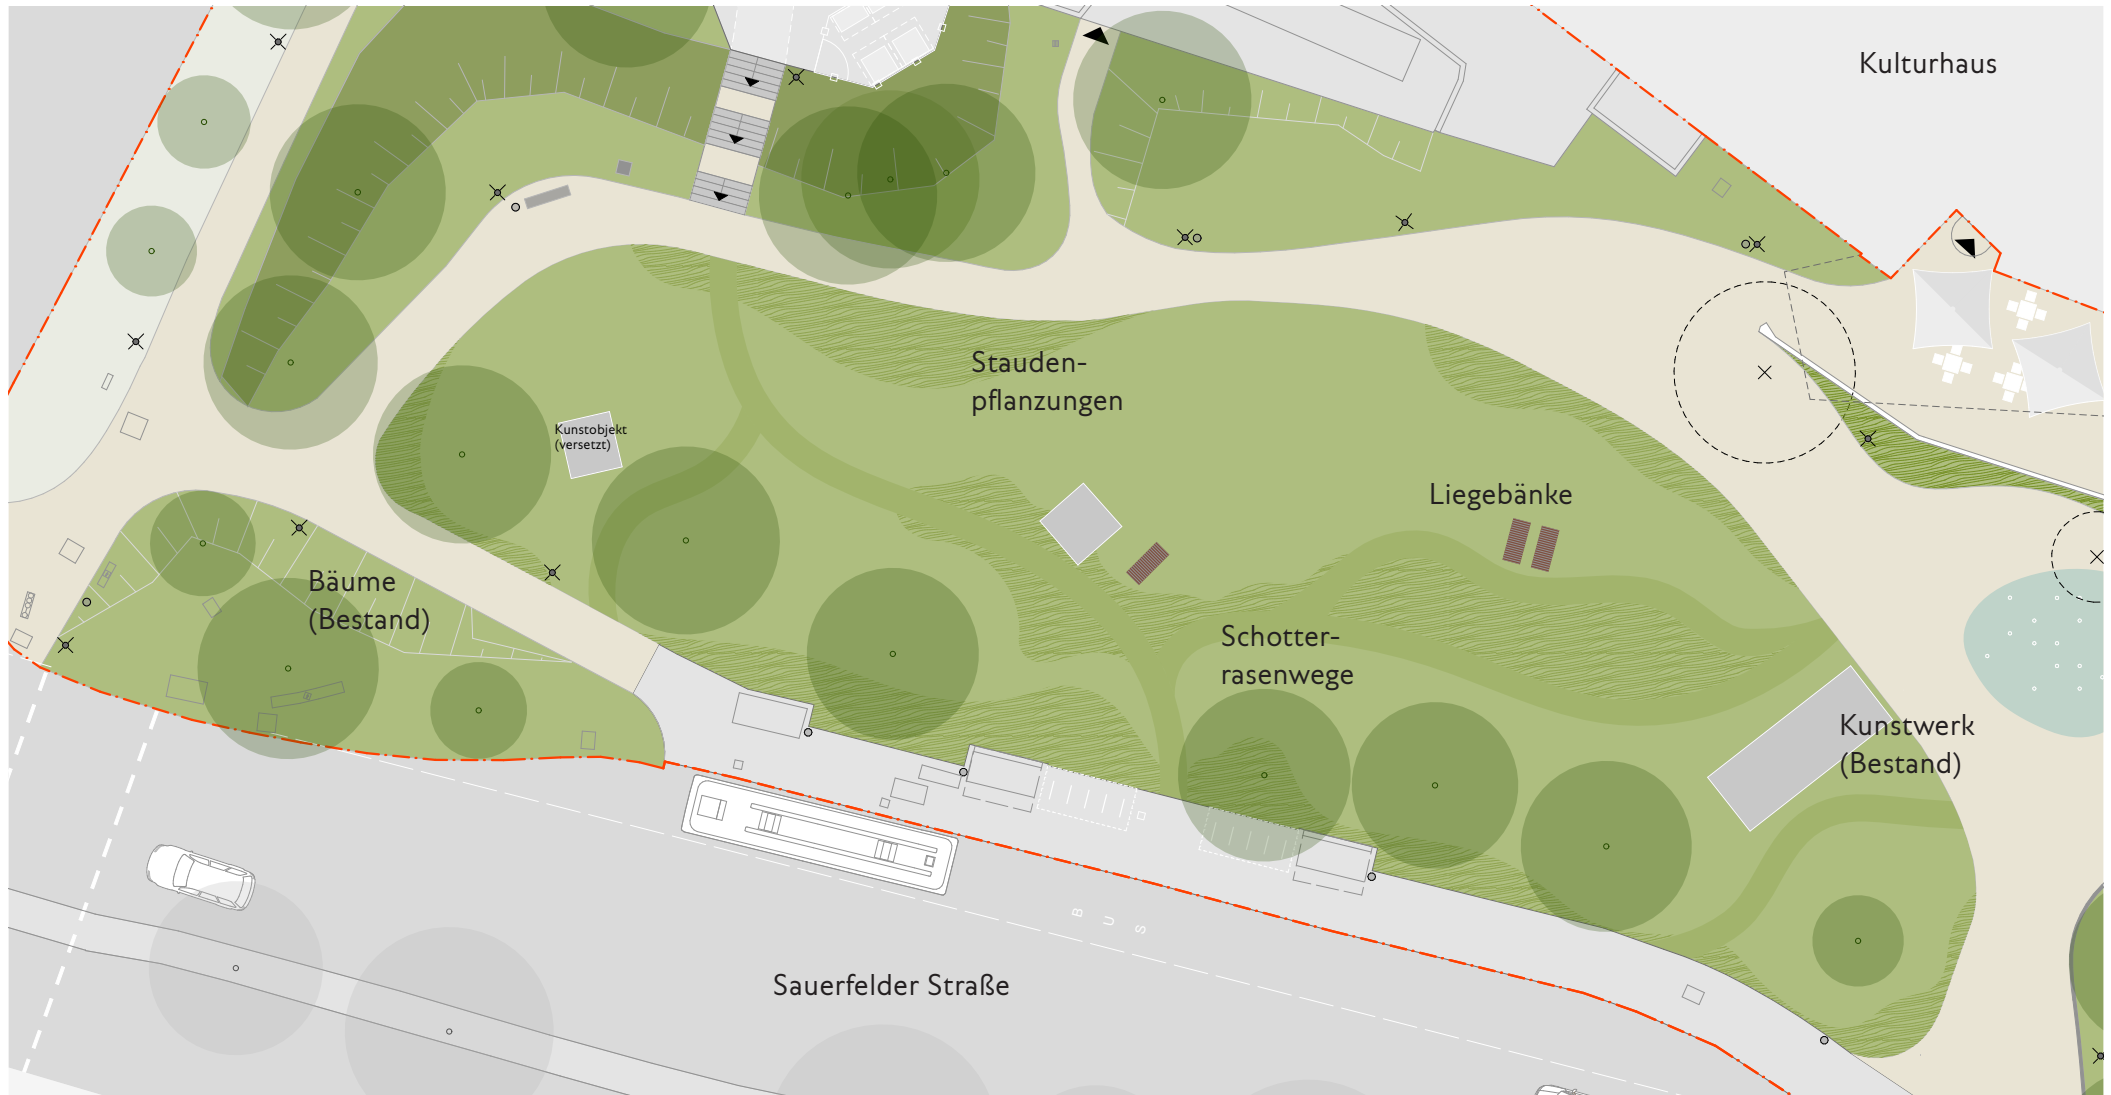 Kulturhaus
Stauden-
pflanzungen
Kunstobjekt
(versetzt)
Liegebänke
Bäume
(Bestand)
Schotter-
rasenwege
Kunstwerk
(Bestand)
BUS
Sauerfelder Straße